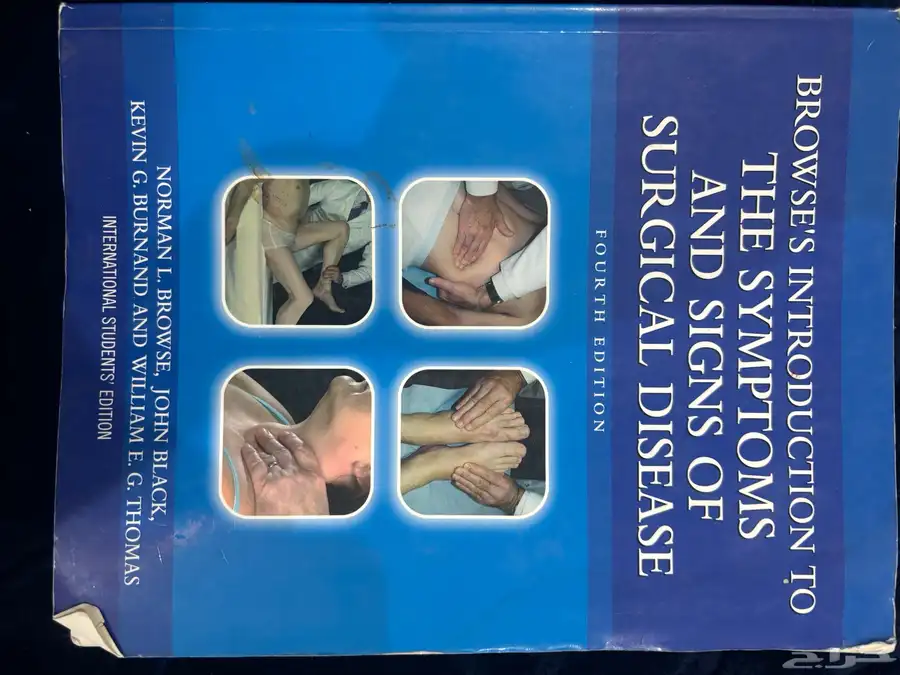 BROWSE'S INTRODUCTION TO
THE SYMPTOMS
AND SIGNS OF
SURGICAL DISEASE
FOURTH EDITION
NORMAN L. BROWSE, JOHN BLACK,
KEVIN G. BURNAND AND WILLIAM E. G. THOMAS
INTERNATIONAL STUDENTS' EDITION
حراج